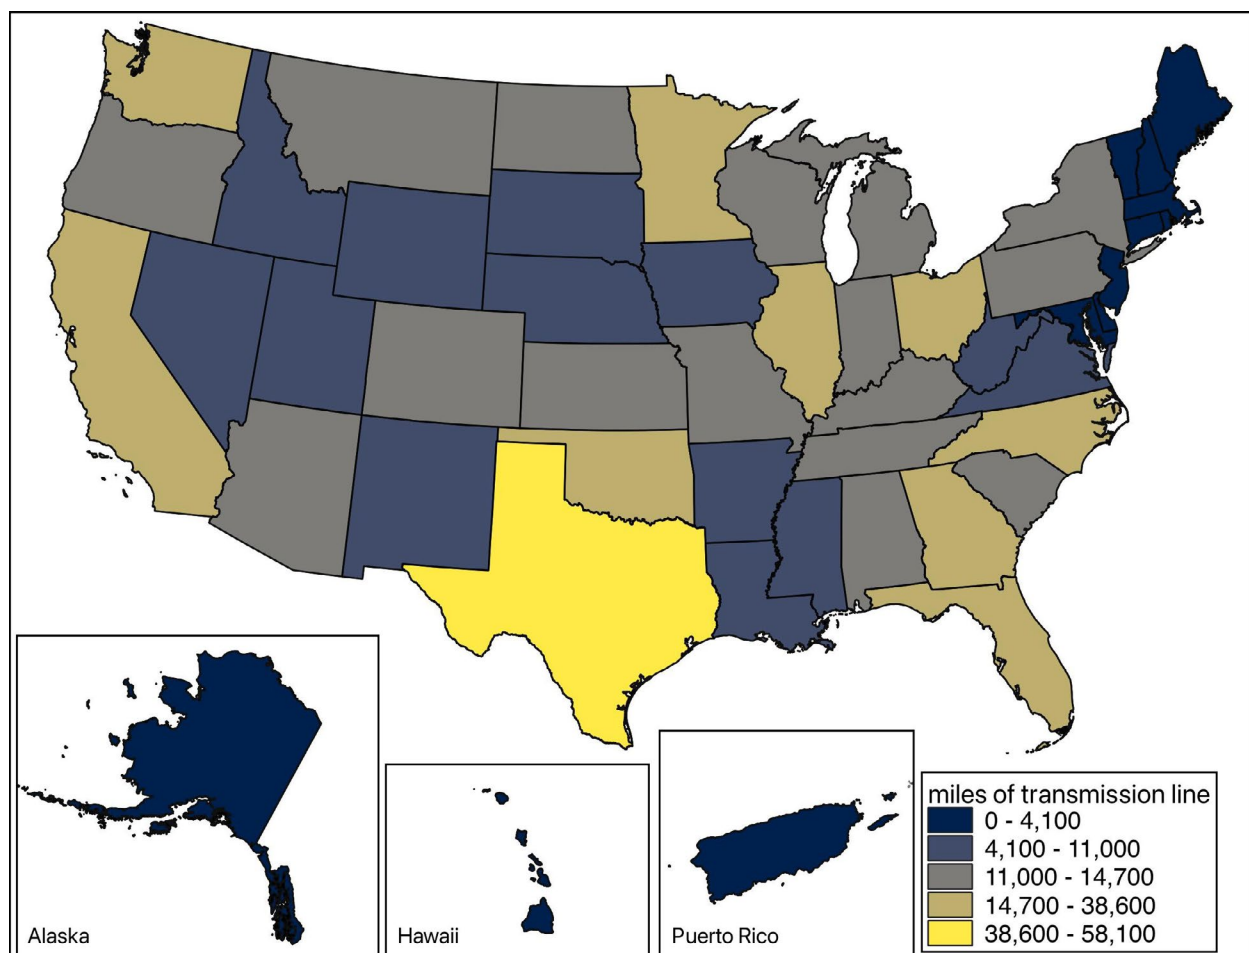 Alaska
Hawaii
Puerto Rico
miles of transmission line
0 - 4,100
4,100 - 11,000
11,000 - 14,700
14,700 - 38,600
38,600 - 58,100